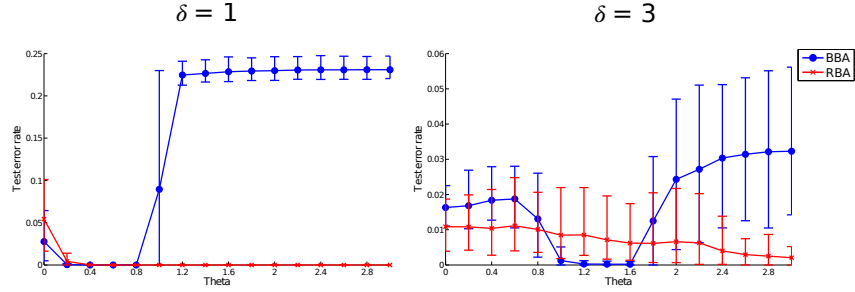 δ = 1
δ = 3
0.25
0.2
0.15
0.1
0.05
0
Test error rate
0 0.4 0.8 1.2 1.6 2 2.4 2.8
Theta
0.06
0.05
0.04
0.03
0.02
0.01
0
Test error rate
0 0.4 0.8 1.2 1.6 2 2.4 2.8
Theta
BBA
RBA